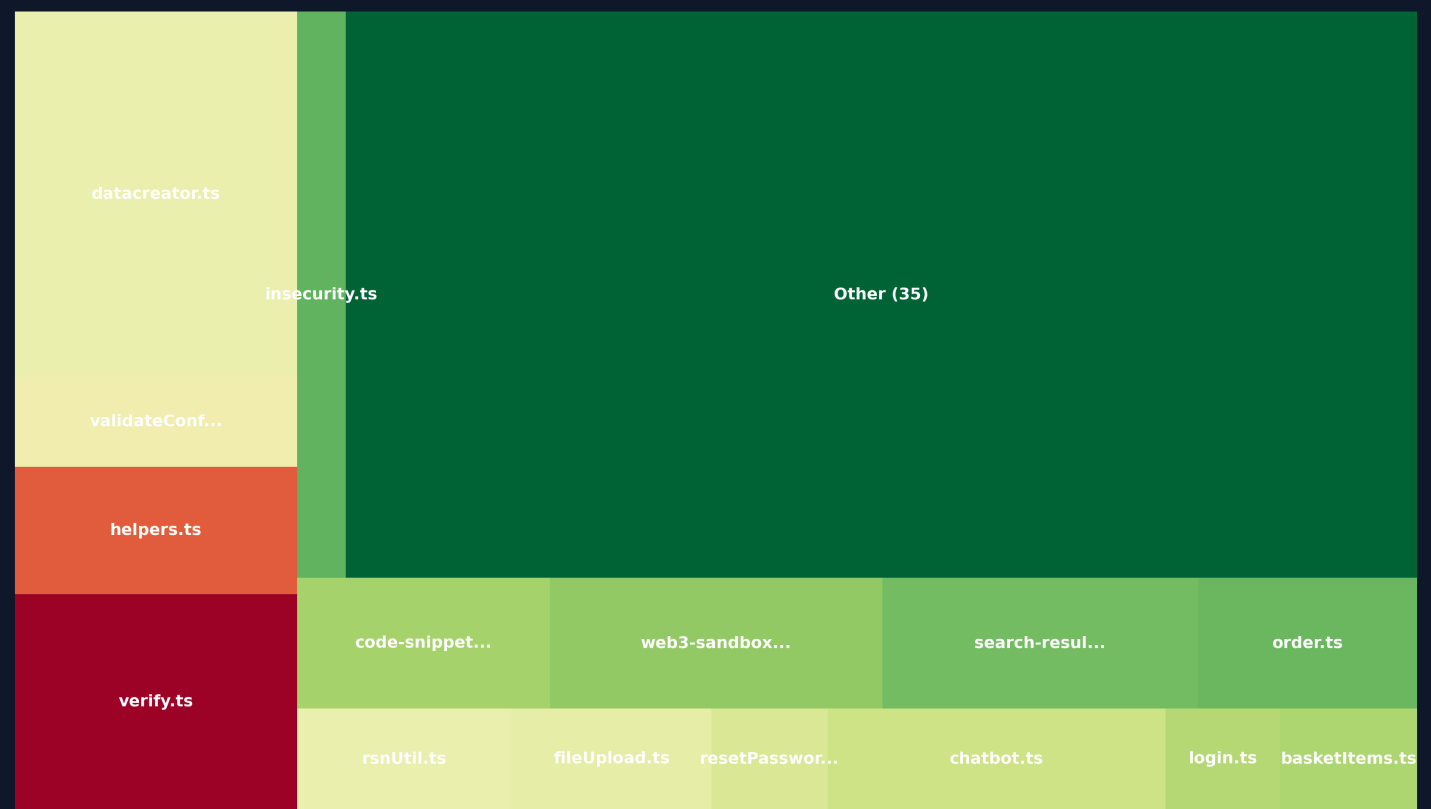 datacreator.ts
validateConf...
helpers.ts
verify.ts
insecurity.ts
Other (35)
code-snippet...
web3-sandbox...
search-resul...
order.ts
rsnUtil.ts
fileUpload.ts
resetPasswor...
chatbot.ts
login.ts
basketItems.ts